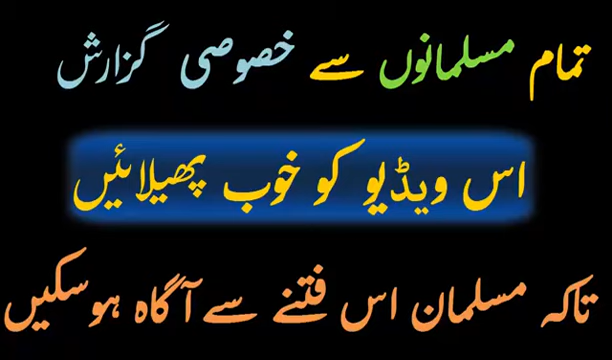 تمام مسلمانوں سے خصوصی گزارش
اس ویڈیو کو خوب پھیلائیں
تاکہ مسلمان اس فتنے سے آگاہ ہوسکیں